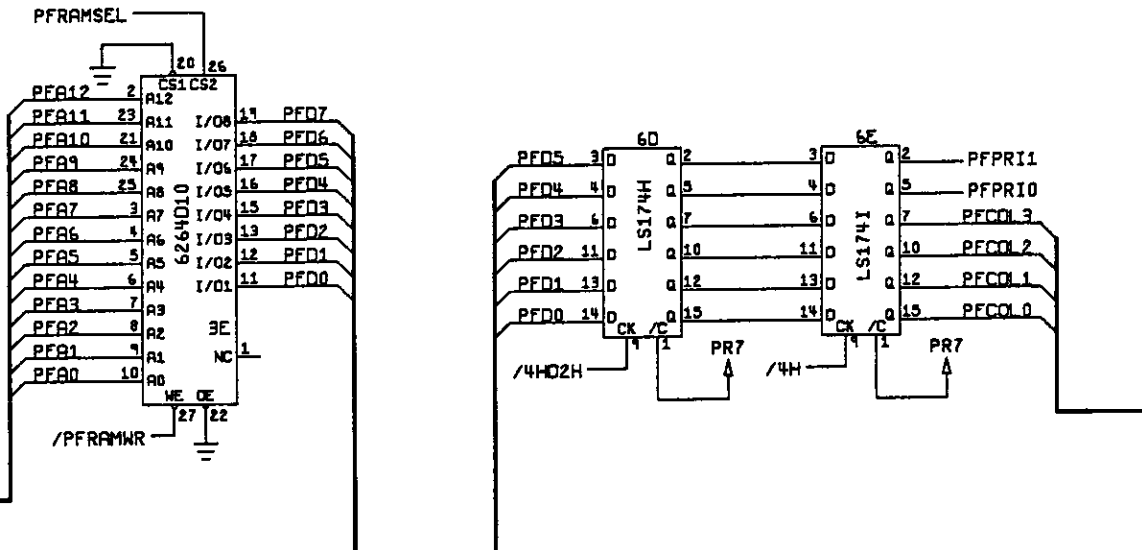 PFRAMSEL
20 26
CS1 CS2
PFA12 2 A12
PFA11 23 A11 I/O8 19 PFD7
PFA10 21 A10 I/O7 18 PFD6
PFA9 24 A9 I/O6 17 PFD5
PFA8 25 A8 I/O5 16 PFD4
PFA7 3 A7 I/O4 15 PFD3
PFA6 4 A6 I/O3 13 PFD2
PFA5 5 A5 I/O2 12 PFD1
PFA4 6 A4 I/O1 11 PFD0
PFA3 7 A3
PFA2 8 A2 3E
PFA1 9 A1 NC 1
PFA0 10 A0
6264D10
WE OE
27 22
/PFRAMWR
6D 6E
PFD5 3 D Q 2 3 D Q 2 PFPRI1
PFD4 4 D Q 5 4 D Q 5 PFPRI0
PFD3 6 D Q 7 6 D Q 7 PFCOL3
PFD2 11 D Q 10 11 D Q 10 PFCOL2
PFD1 13 D Q 12 13 D Q 12 PFCOL1
PFD0 14 D Q 15 14 D Q 15 PFCOL0
LS174H LS174I
CK /C CK /C
9 1 9 1
/4HD2H PR7 /4H PR7